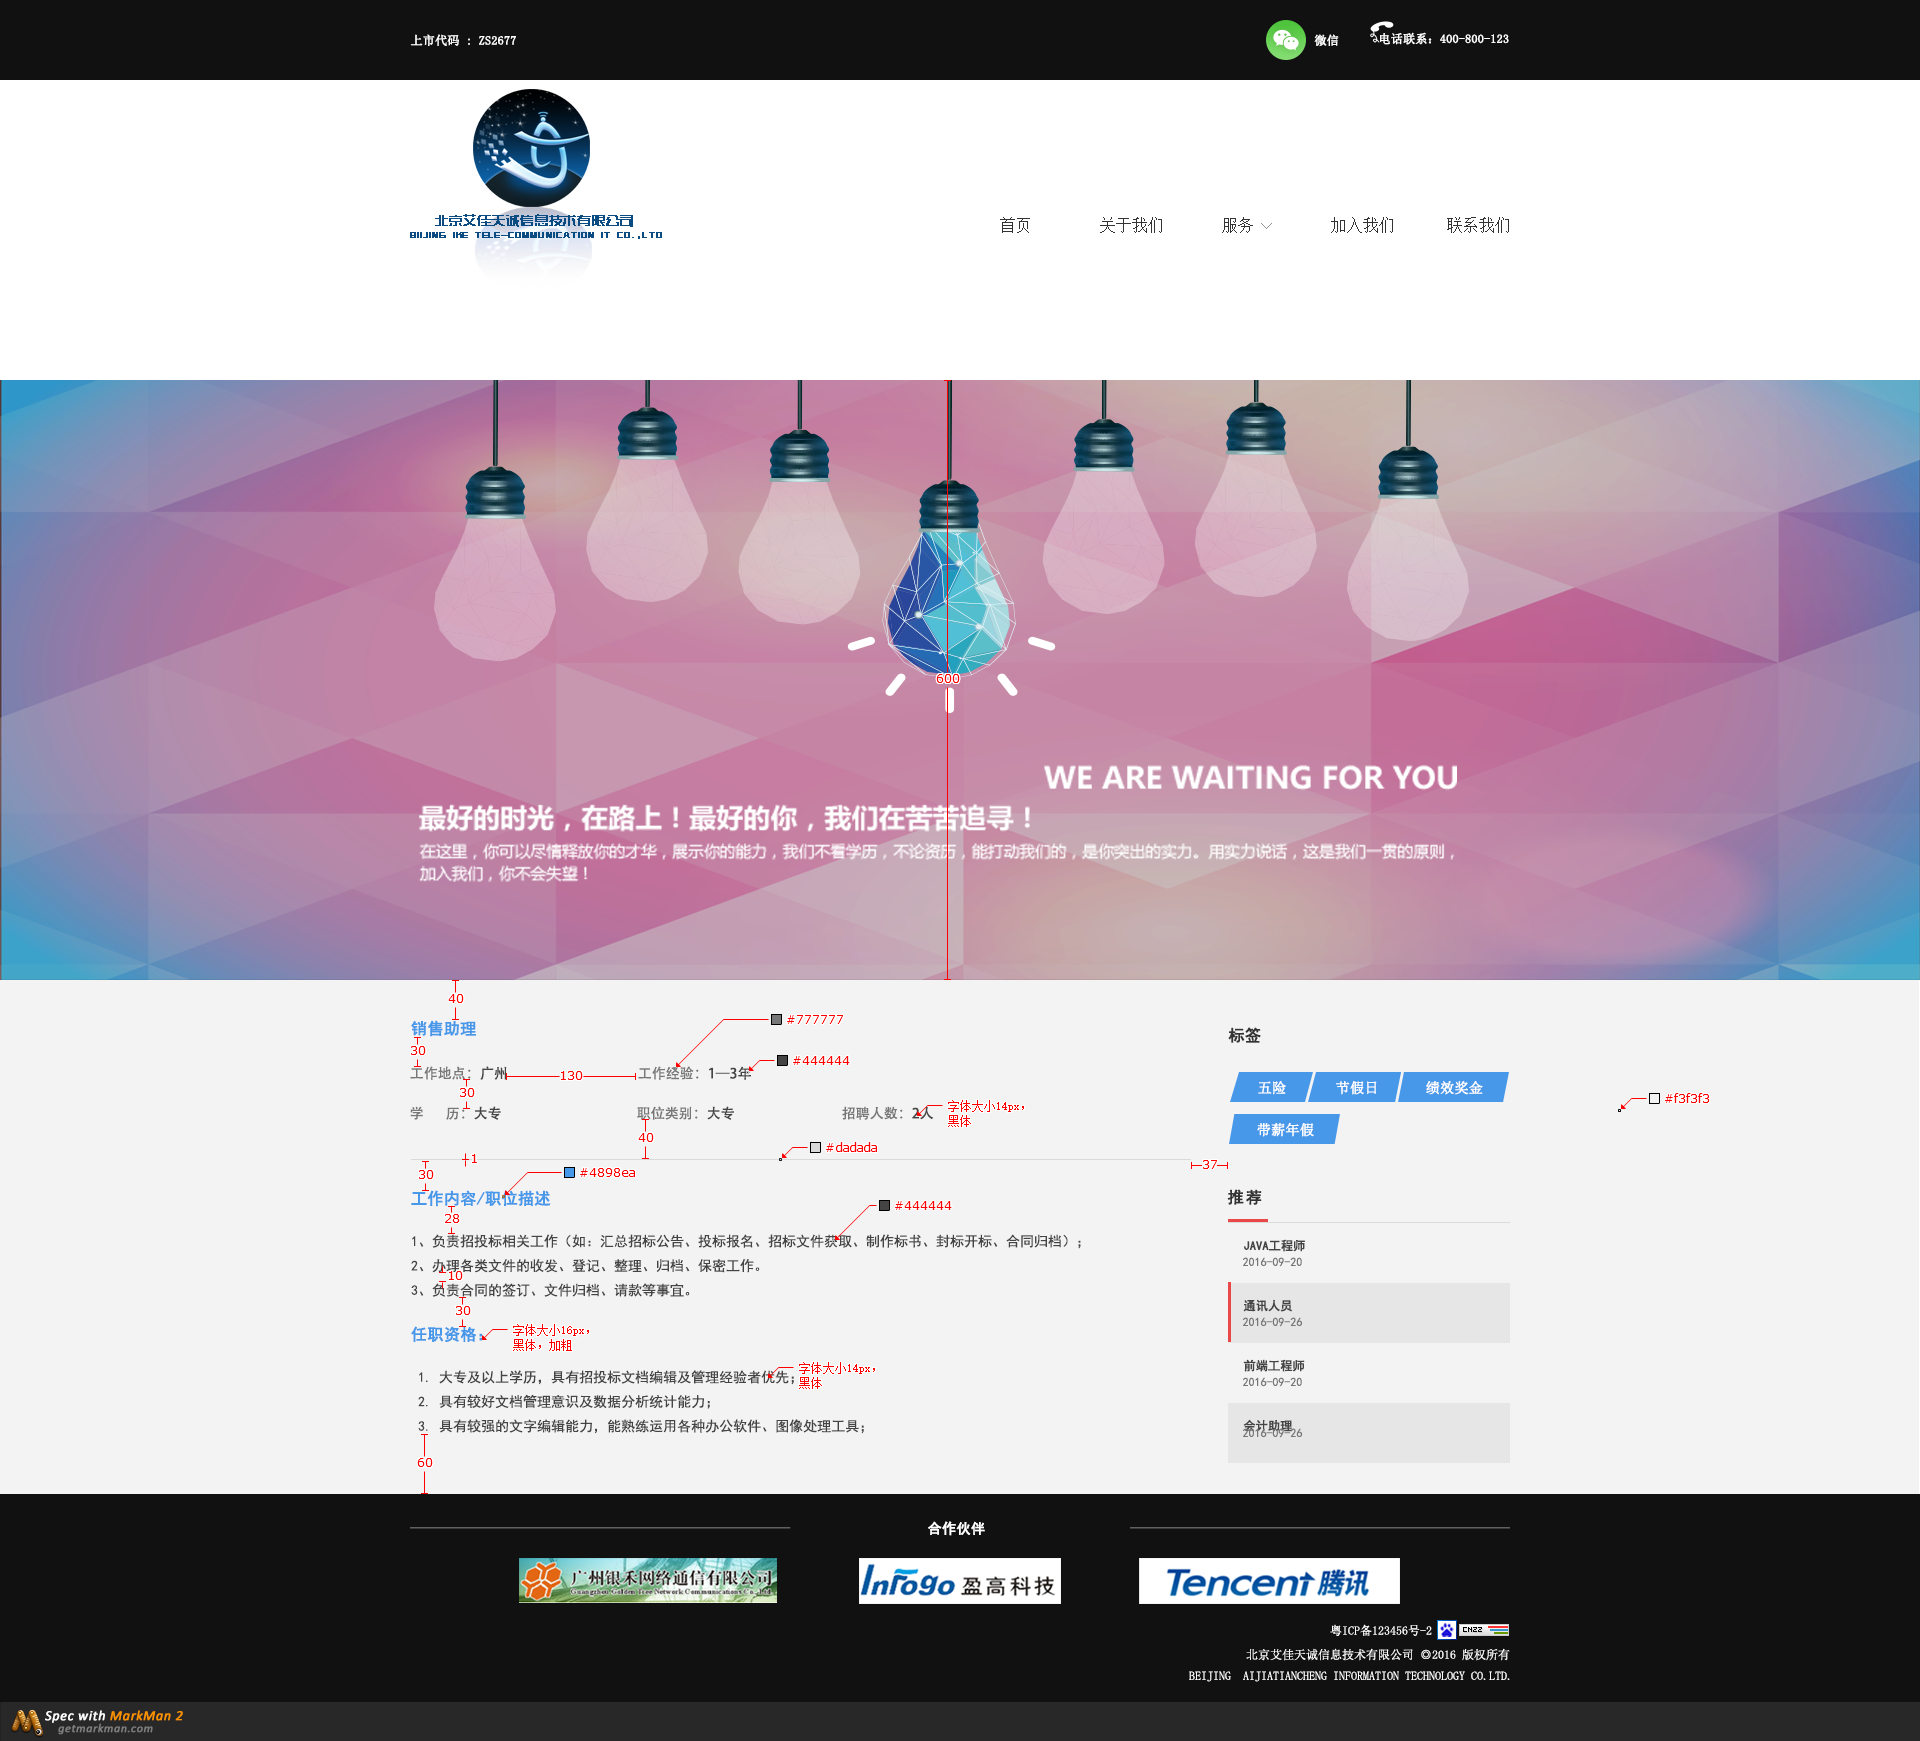 上市代码 : ZS2677
微信
电话联系: 400-800-123
北京艾佳天诚信息技术有限公司
BIIJING IME TELE-COMMUNICATION IT CO.,LTD
首页
关于我们
服务
加入我们
联系我们
600
WE ARE WAITING FOR YOU
最好的时光，在路上！最好的你，我们在苦苦追寻！
在这里，你可以尽情释放你的才华，展示你的能力，我们不看学历，不论资历，能打动我们的，是你突出的实力。用实力说话，这是我们一贯的原则，
加入我们，你不会失望！
40
销售助理
#777777
标签
30
#444444
工作地点：广州
130
工作经验：1—3年
30
五险
节假日
绩效奖金
#f3f3f3
学 历：大专
职位类别：大专
招聘人数：2人
字体大小14px，
黑体
带薪年假
40
#dadada
1
37
30
#4898ea
工作内容/职位描述
推荐
#444444
28
1、负责招投标相关工作（如：汇总招标公告、投标报名、招标文件获取、制作标书、封标开标、合同归档）；
2、办理各类文件的收发、登记、整理、归档、保密工作。
10
3、负责合同的签订、文件归档、请款等事宜。
30
JAVA工程师
2016-09-20
通讯人员
2016-09-26
任职资格：
字体大小16px，
黑体，加粗
前端工程师
2016-09-20
1. 大专及以上学历，具有招投标文档编辑及管理经验者优先；
字体大小14px，
黑体
2. 具有较好文档管理意识及数据分析统计能力；
3. 具有较强的文字编辑能力，能熟练运用各种办公软件、图像处理工具；
会计助理
2016-09-26
60
合作伙伴
广州银禾网络通信有限公司
Guangzhou Golden Tree Network Communications Co., Ltd
Infogo 盈高科技
Tencent 腾讯
粤ICP备123456号-2
CNZZ
北京艾佳天诚信息技术有限公司 ©2016 版权所有
BEIJING AIJIATIANCHENG INFORMATION TECHNOLOGY CO.LTD.
Spec with MarkMan 2
getmarkman.com